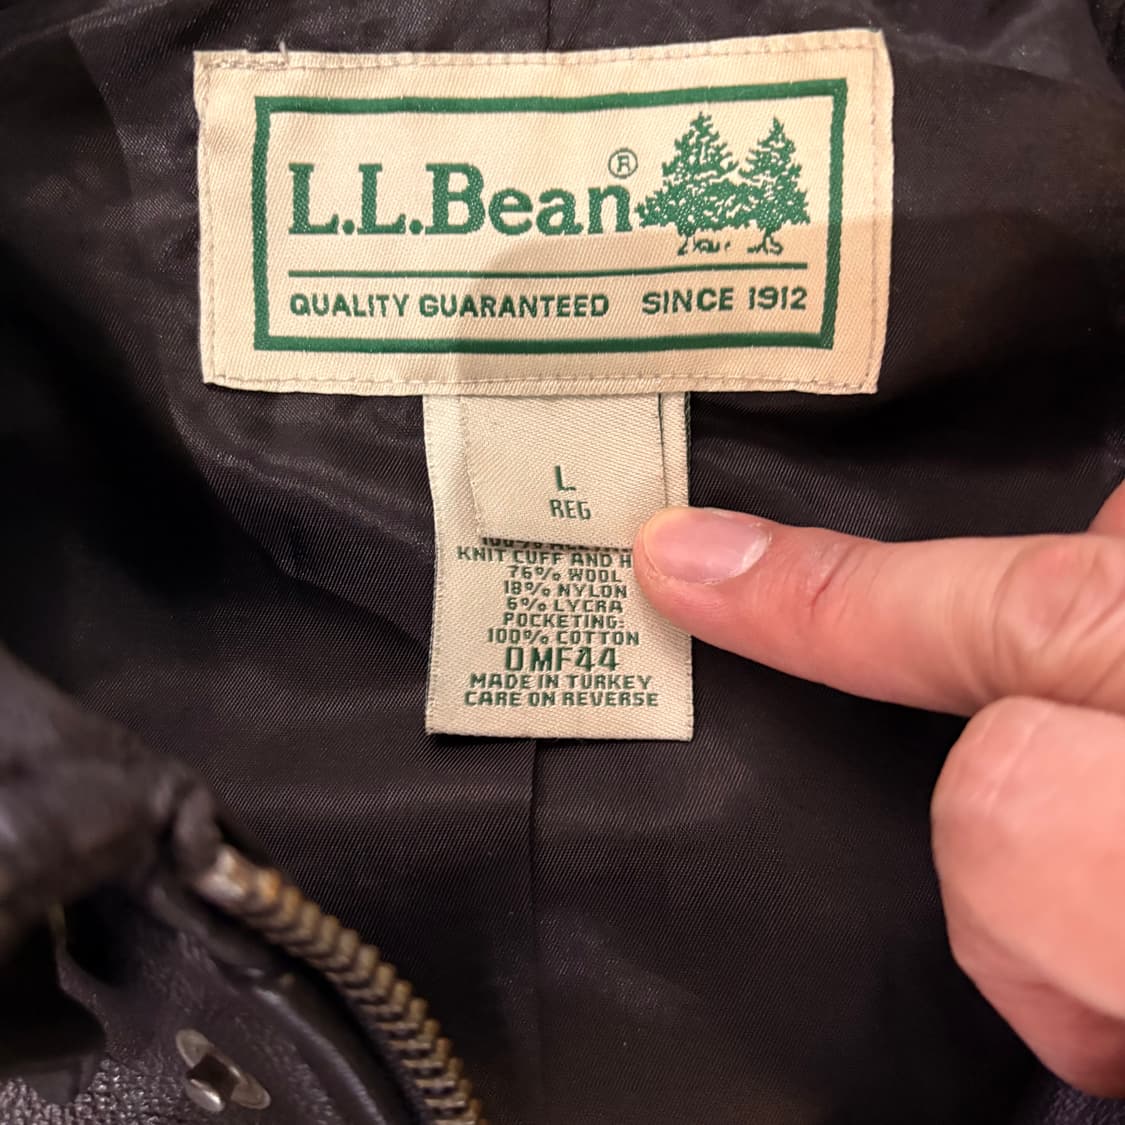 L.L.Bean®
QUALITY GUARANTEED SINCE 1912
L
REG
KNIT CUFF AND H
76% WOOL
18% NYLON
6% LYCRA
POCKETING:
100% COTTON
0MF44
MADE IN TURKEY
CARE ON REVERSE